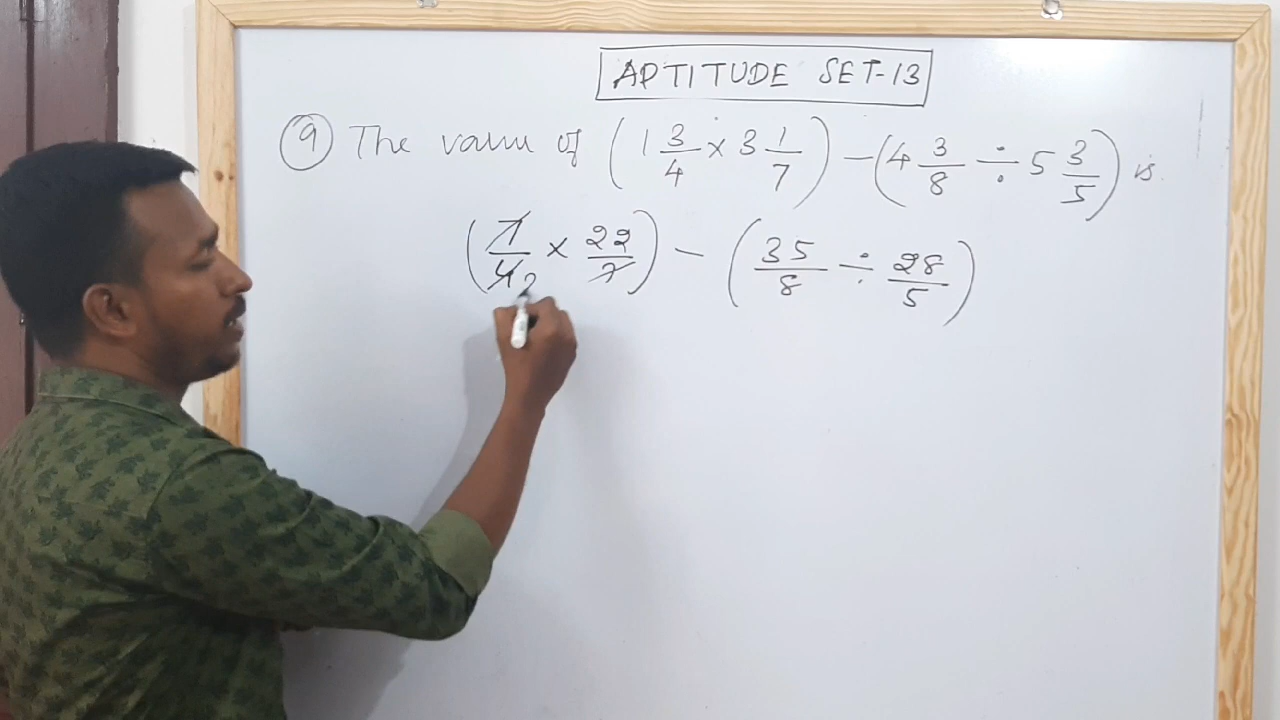 APTITUDE SET-13
9 The value of (1 3/4 × 3 1/7) – (4 3/8 ÷ 5 3/5) is
(7/4 2 × 22/7) – (35/8 ÷ 28/5)